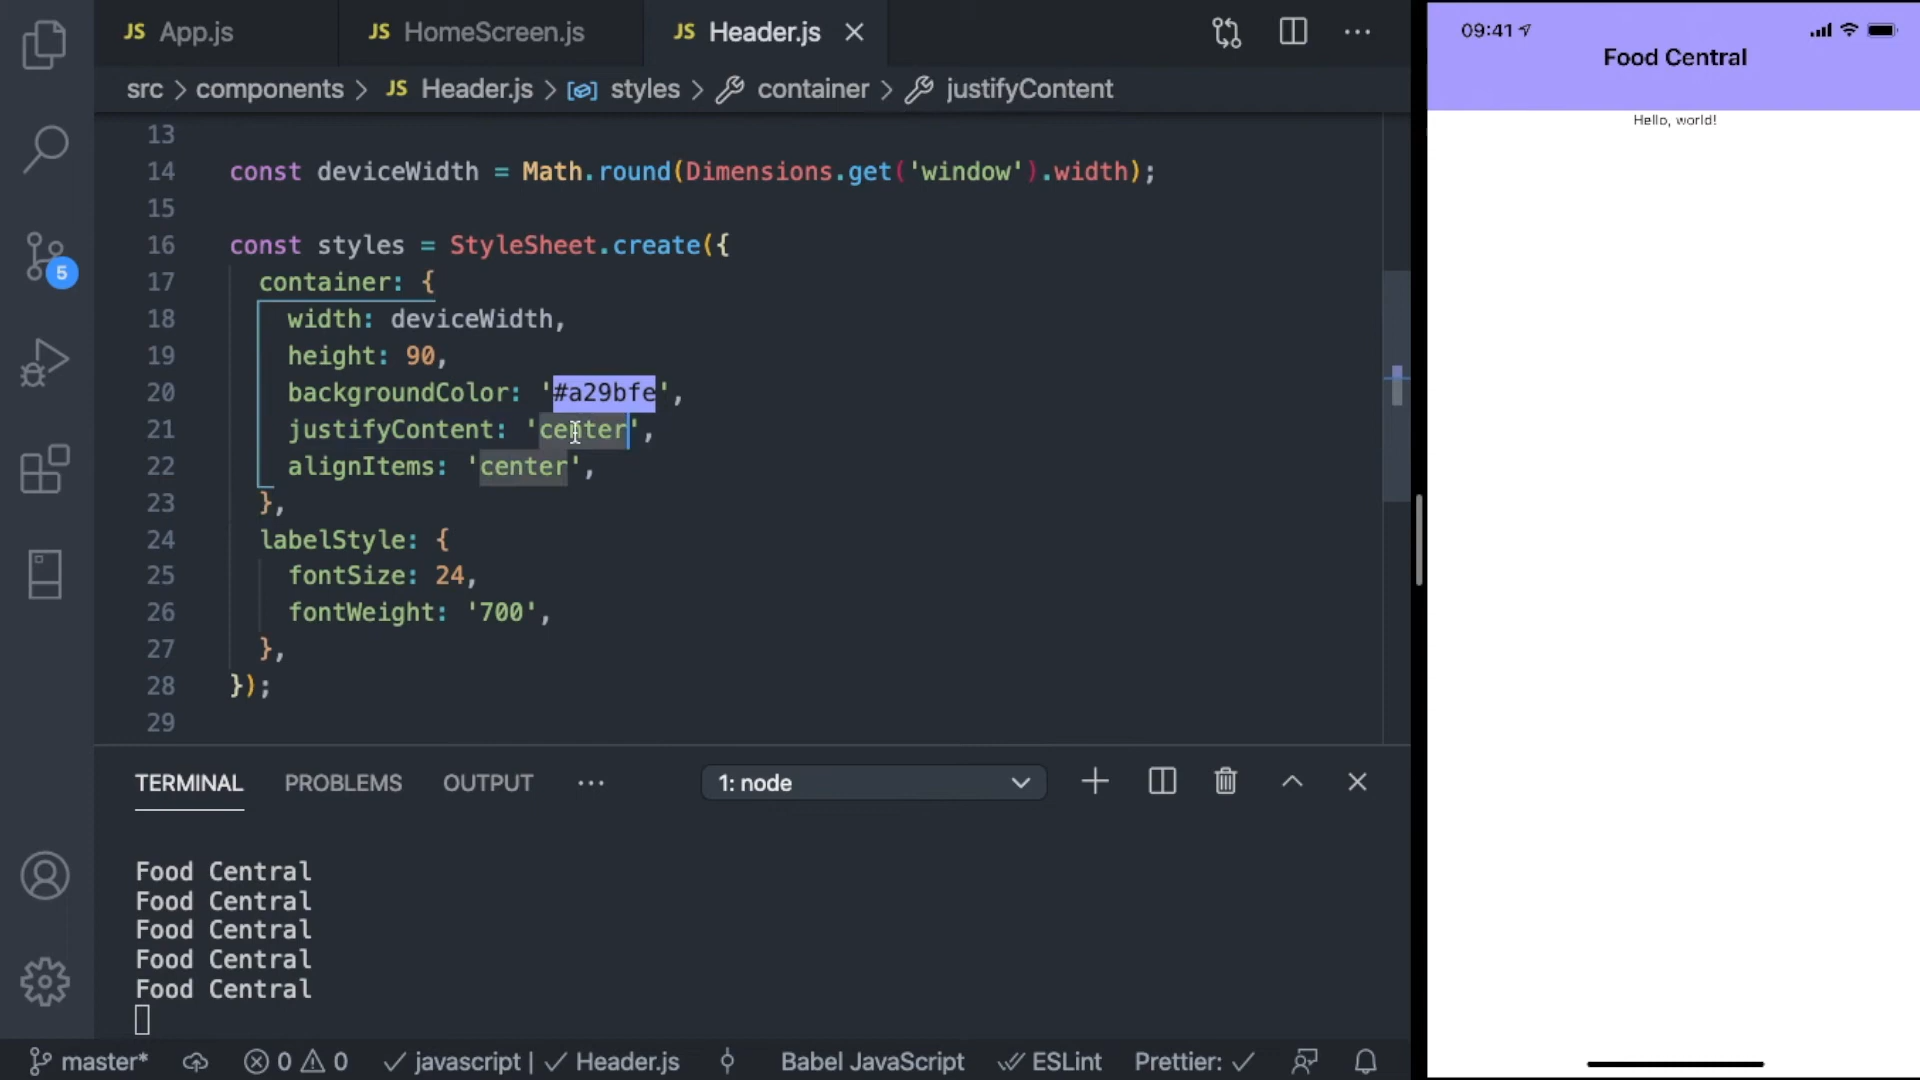 JS App.js JS HomeScreen.js JS Header.js
src > components > JS Header.js > styles > container > justifyContent
13
14 const deviceWidth = Math.round(Dimensions.get('window').width);
15
16 const styles = StyleSheet.create({
17 container: {
18 width: deviceWidth,
19 height: 90,
20 backgroundColor: '#a29bfe',
21 justifyContent: 'center',
22 alignItems: 'center',
23 },
24 labelStyle: {
25 fontSize: 24,
26 fontWeight: '700',
27 },
28 });
29
5
TERMINAL PROBLEMS OUTPUT ··· 1: node
Food Central
Food Central
Food Central
Food Central
Food Central
master* 0 0 javascript | Header.js Babel JavaScript ESLint Prettier:
09:41
Food Central
Hello, world!